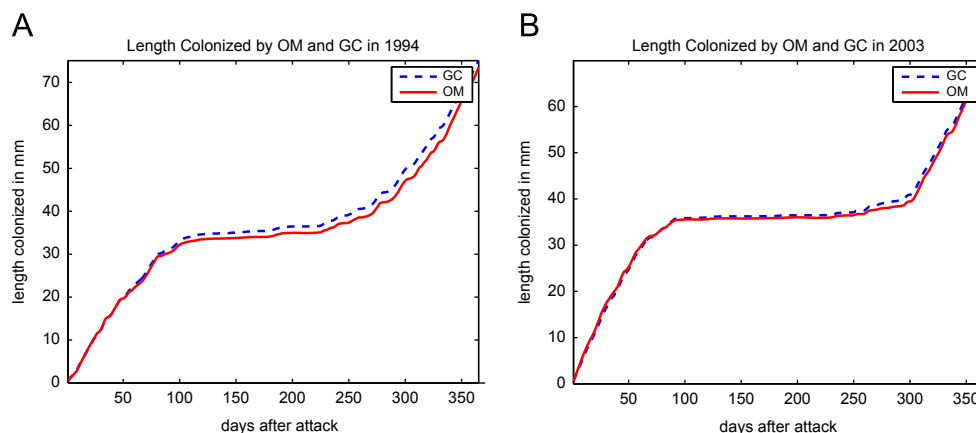 A
Length Colonized by OM and GC in 1994
GC
OM
length colonized in mm
70
60
50
40
30
20
10
0
50 100 150 200 250 300 350
days after attack
B
Length Colonized by OM and GC in 2003
GC
OM
length colonized in mm
60
50
40
30
20
10
0
50 100 150 200 250 300 350
days after attack